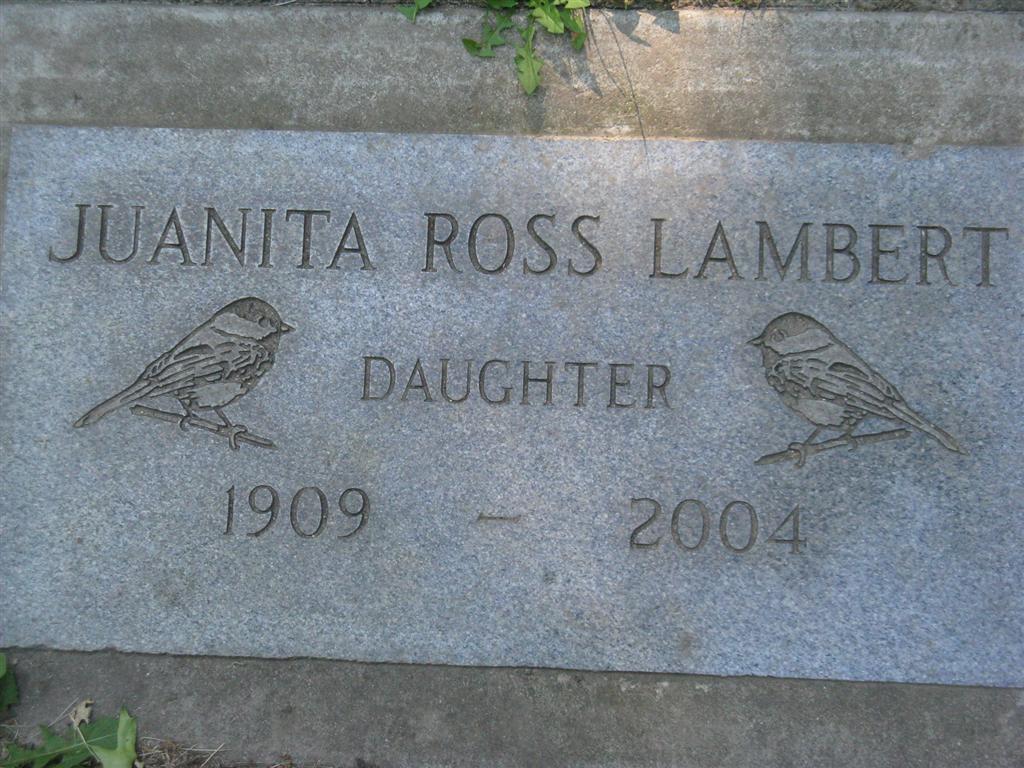 JUANITA ROSS LAMBERT
DAUGHTER
1909 – 2004